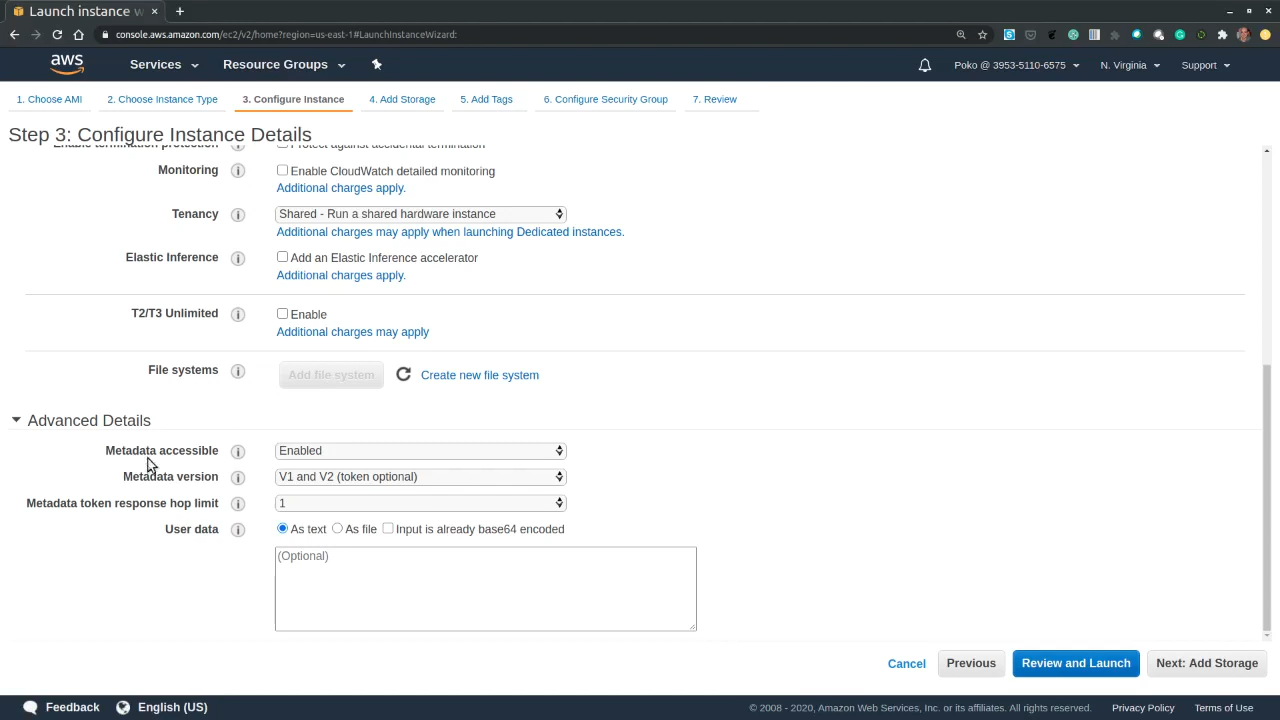 Launch instance w
console.aws.amazon.com/ec2/v2/home?region=us-east-1#LaunchInstanceWizard:
aws Services Resource Groups Poko @ 3953-5110-6575 N. Virginia Support
1. Choose AMI 2. Choose Instance Type 3. Configure Instance 4. Add Storage 5. Add Tags 6. Configure Security Group 7. Review
Step 3: Configure Instance Details
Enable termination protection Protect against accidental termination
Monitoring Enable CloudWatch detailed monitoring
Additional charges apply.
Tenancy Shared - Run a shared hardware instance
Additional charges may apply when launching Dedicated instances.
Elastic Inference Add an Elastic Inference accelerator
Additional charges apply.
T2/T3 Unlimited Enable
Additional charges may apply
File systems Add file system Create new file system
Advanced Details
Metadata accessible Enabled
Metadata version V1 and V2 (token optional)
Metadata token response hop limit 1
User data As text As file Input is already base64 encoded
(Optional)
Cancel Previous Review and Launch Next: Add Storage
Feedback English (US) © 2008 - 2020, Amazon Web Services, Inc. or its affiliates. All rights reserved. Privacy Policy Terms of Use